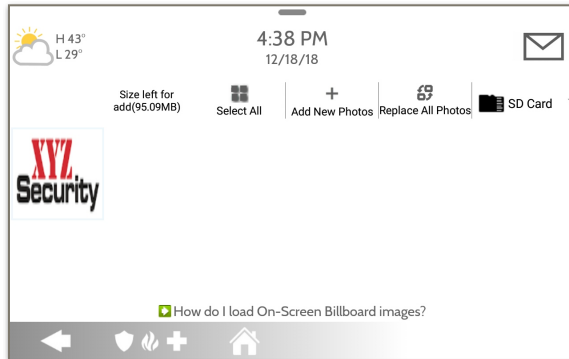 H 43°
L 29°
4:38 PM
12/18/18
Size left for
add(95.09MB)
Select All
Add New Photos
Replace All Photos
SD Card
XYZ
Security
How do I load On-Screen Billboard images?